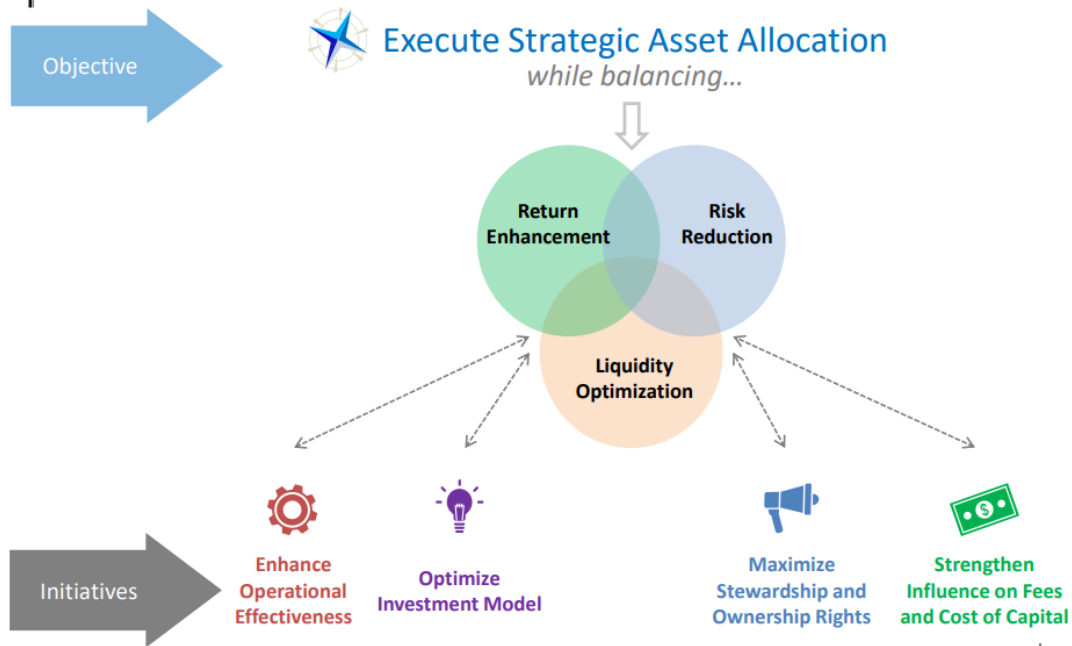 Objective
Execute Strategic Asset Allocation
while balancing...
Return
Enhancement
Risk
Reduction
Liquidity
Optimization
Initiatives
Enhance
Operational
Effectiveness
Optimize
Investment Model
Maximize
Stewardship and
Ownership Rights
$
Strengthen
Influence on Fees
and Cost of Capital